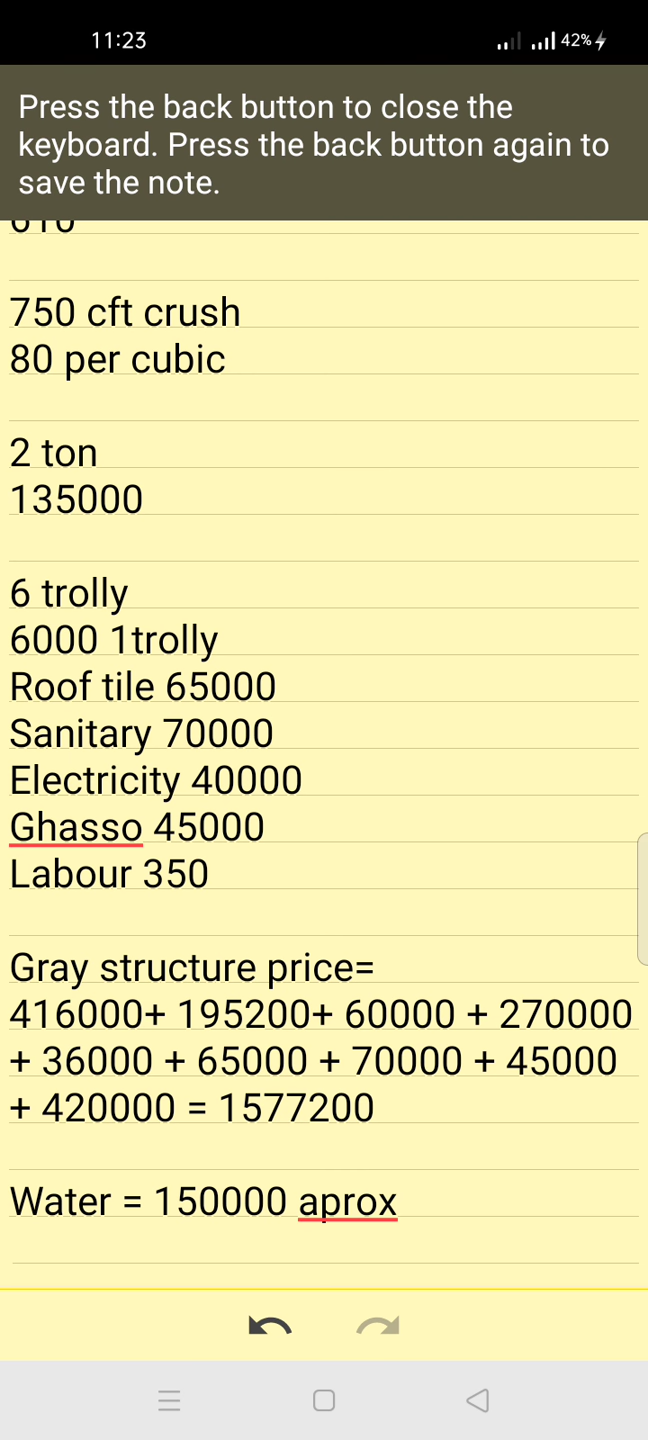 11:23
42%
Press the back button to close the
keyboard. Press the back button again to
save the note.
610
750 cft crush
80 per cubic
2 ton
135000
6 trolly
6000 1trolly
Roof tile 65000
Sanitary 70000
Electricity 40000
Ghasso 45000
Labour 350
Gray structure price=
416000+ 195200+ 60000 + 270000
+ 36000 + 65000 + 70000 + 45000
+ 420000 = 1577200
Water = 150000 aprox